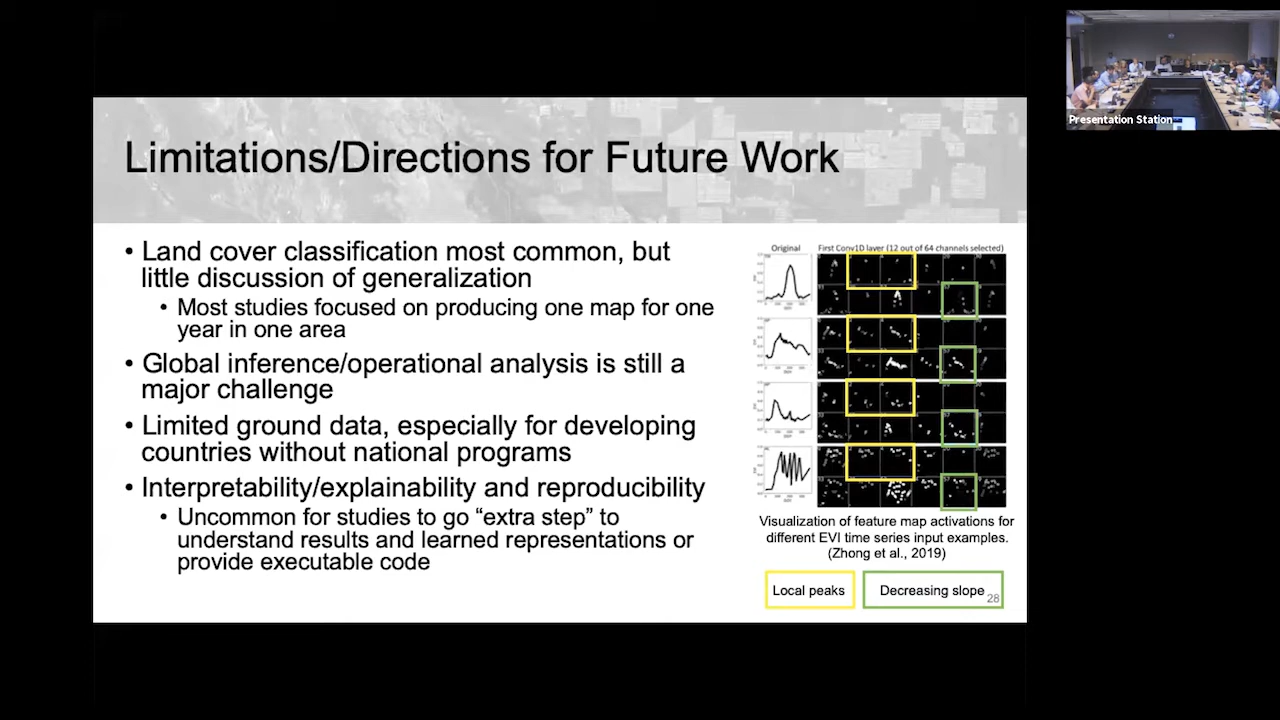 Presentation Station
Limitations/Directions for Future Work
• Land cover classification most common, but
little discussion of generalization
• Most studies focused on producing one map for one
year in one area
• Global inference/operational analysis is still a
major challenge
• Limited ground data, especially for developing
countries without national programs
• Interpretability/explainability and reproducibility
• Uncommon for studies to go “extra step” to
understand results and learned representations or
provide executable code
Original
First Conv1D layer (12 out of 64 channels selected)
Visualization of feature map activations for
different EVI time series input examples.
(Zhong et al., 2019)
Local peaks
Decreasing slope
28